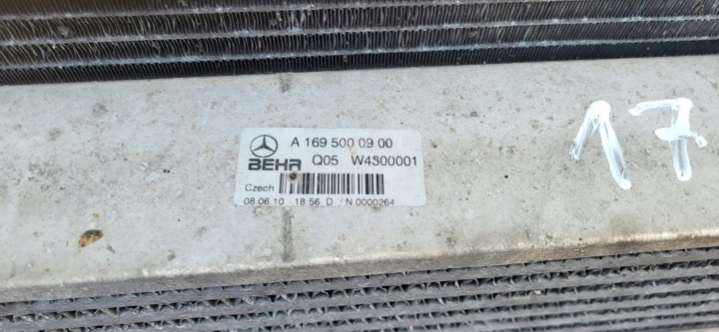 A 169 500 09 00
BEHR Q05 W4300001
Czech
08.06.10 18 56 D / N 0000264
17